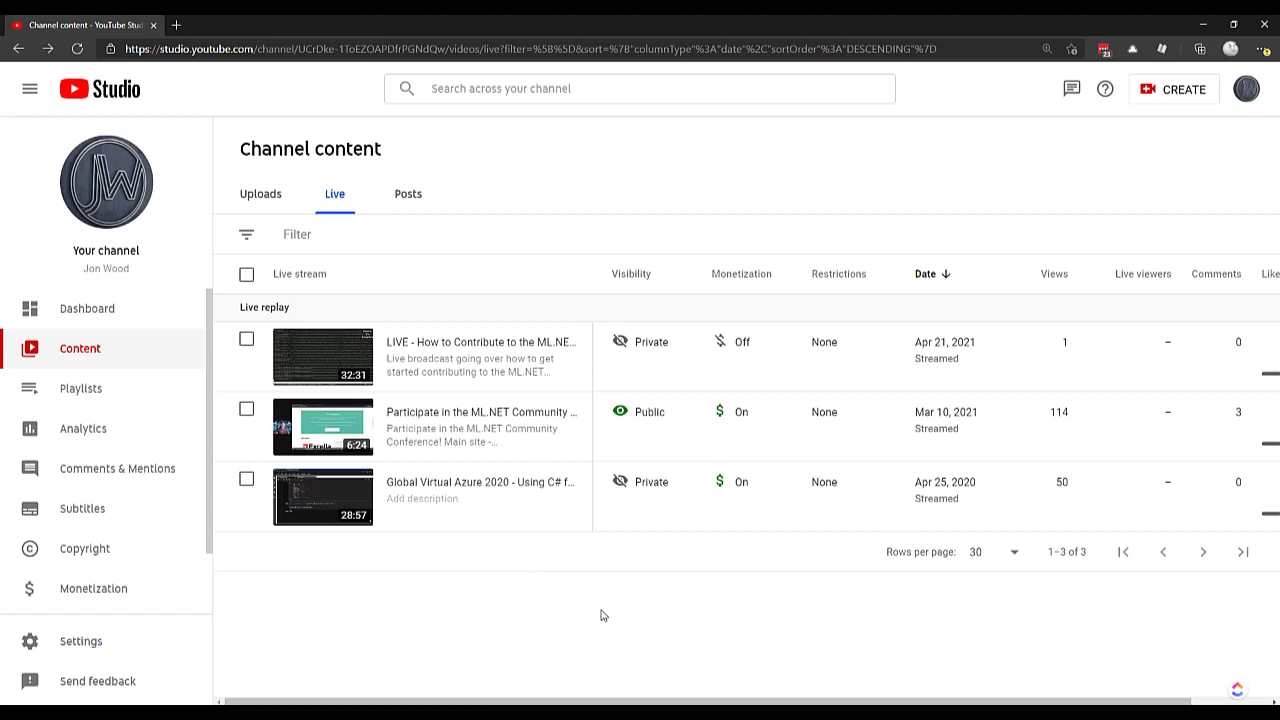 Channel content - YouTube Stud
https://studio.youtube.com/channel/UCrDke-1ToEZOAPDfrPGNdQw/videos/live?filter=%5B%5D&sort=%7B"columnType"%3A"date"%2C"sortOrder"%3A"DESCENDING"%7D
23
Studio
Search across your channel
CREATE
Your channel
Jon Wood
Dashboard
Content
Playlists
Analytics
Comments & Mentions
Subtitles
Copyright
Monetization
Settings
Send feedback
Channel content
Uploads Live Posts
Filter
Live stream Visibility Monetization Restrictions Date Views Live viewers Comments Like
Live replay
LIVE - How to Contribute to the ML.NE... Private Off None Apr 21, 2021 1 – 0
Live broadcast going over how to get Streamed
started contributing to the ML.NET...
32:31
Participate in the ML.NET Community ... Public On None Mar 10, 2021 114 – 3
Participate in the ML.NET Community Streamed
Conference! Main site -...
6:24
Global Virtual Azure 2020 - Using C# f... Private On None Apr 25, 2020 50 – 0
Add description Streamed
28:57
Rows per page: 30 1–3 of 3